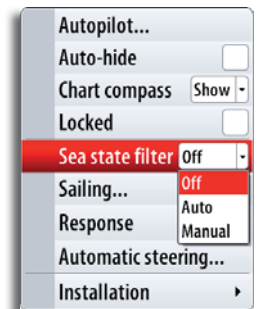 Autopilot...
Auto-hide
Chart compass Show
Locked
Sea state filter Off
Sailing... Off
Auto
Response Manual
Automatic steering...
Installation